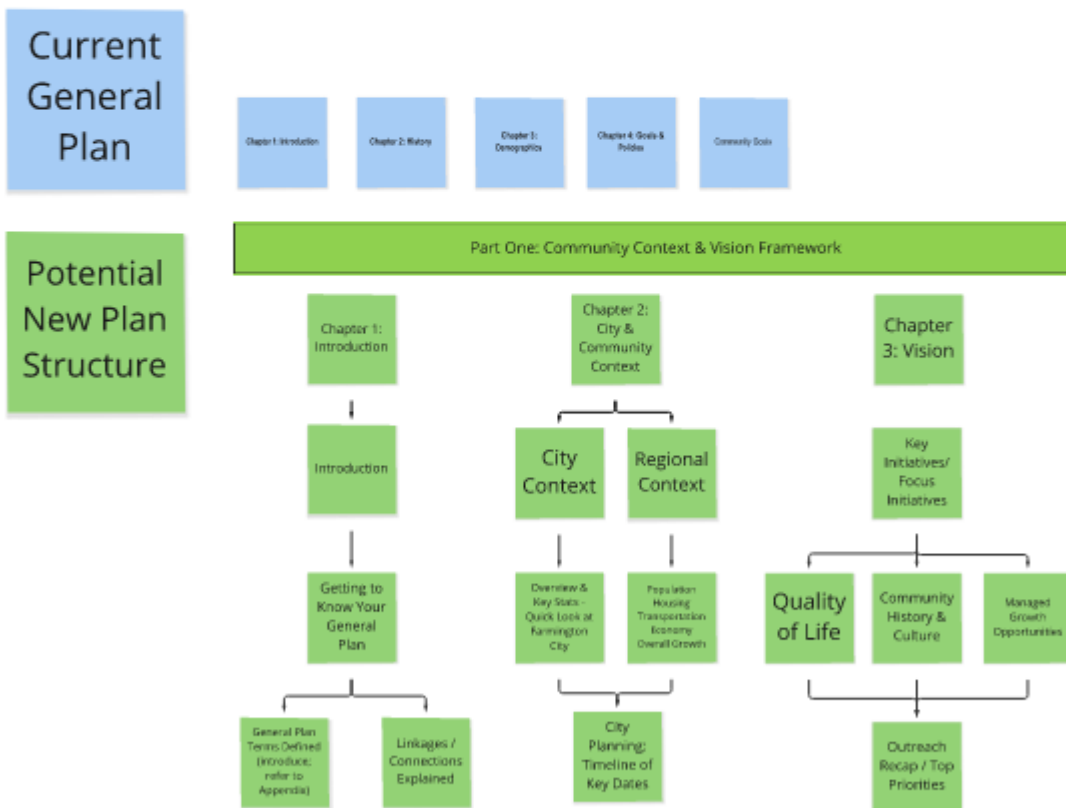 Current
General
Plan
Chapter 1: Introduction
Chapter 2: History
Chapter 3:
Demographics
Chapter 4: Goals &
Policies
Community Goals
Potential
New Plan
Structure
Part One: Community Context & Vision Framework
Chapter 1:
Introduction
Chapter 2:
City &
Community
Context
Chapter
3: Vision
Introduction
City
Context
Regional
Context
Key
Initiatives/
Focus
Initiatives
Getting to
Know Your
General
Plan
Overview &
Key Stats -
Quick Look at
Farmington
City
Population
Housing
Transportation
Economy
Overall Growth
Quality
of Life
Community
History &
Culture
Managed
Growth
Opportunities
General Plan
Terms Defined
(introduce;
refer to
Appendix)
Linkages /
Connections
Explained
City
Planning:
Timeline of
Key Dates
Outreach
Recap / Top
Priorities